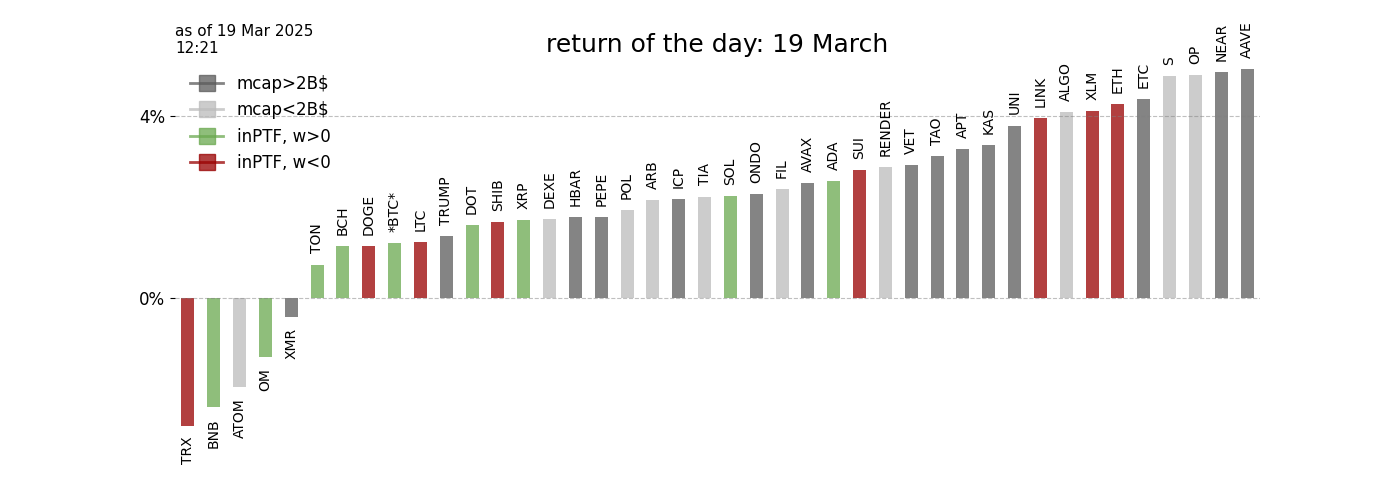 as of 19 Mar 2025
12:21
return of the day: 19 March
mcap>2B$
mcap<2B$
inPTF, w>0
inPTF, w<0
4%
0%
TRX
BNB
ATOM
OM
XMR
TON
BCH
DOGE
*BTC*
LTC
TRUMP
DOT
SHIB
XRP
DEXE
HBAR
PEPE
POL
ARB
ICP
TIA
SOL
ONDO
FIL
AVAX
ADA
SUI
RENDER
VET
TAO
APT
KAS
UNI
LINK
ALGO
XLM
ETH
ETC
S
OP
NEAR
AAVE